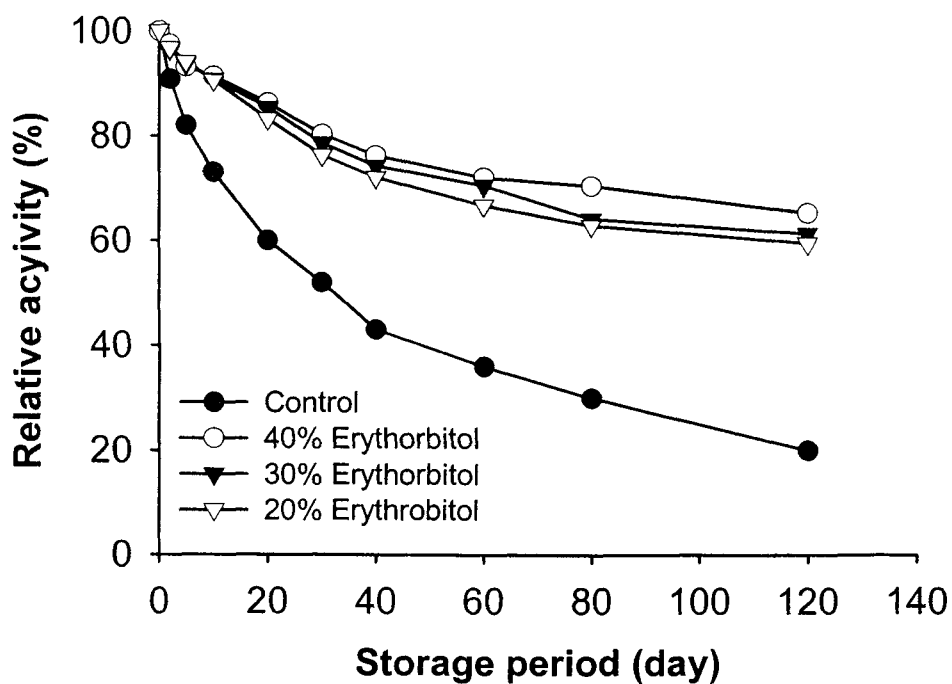 Relative acyivity (%)
100
80
60
40
20
0
Control
40% Erythorbitol
30% Erythorbitol
20% Erythrobitol
0 20 40 60 80 100 120 140
Storage period (day)